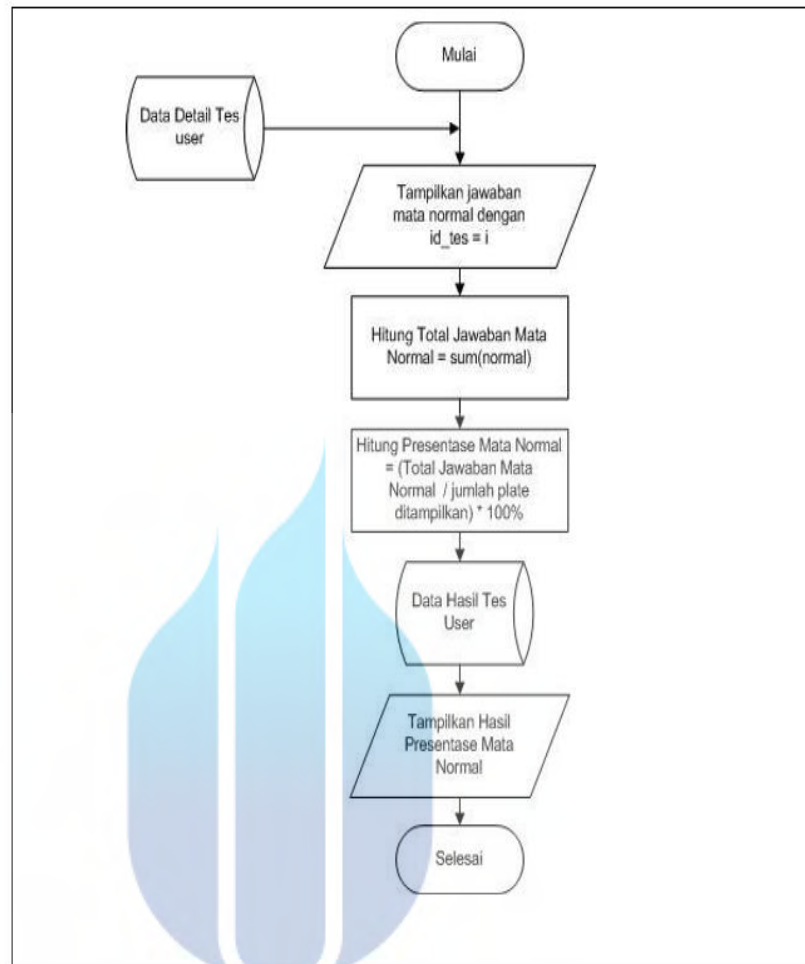 Mulai
Data Detail Tes
user
Tampilkan jawaban
mata normal dengan
id_tes = i
Hitung Total Jawaban Mata
Normal = sum(normal)
Hitung Presentase Mata Normal
= (Total Jawaban Mata
Normal / jumlah plate
ditampilkan) * 100%
Data Hasil Tes
User
Tampilkan Hasil
Presentase Mata
Normal
Selesai